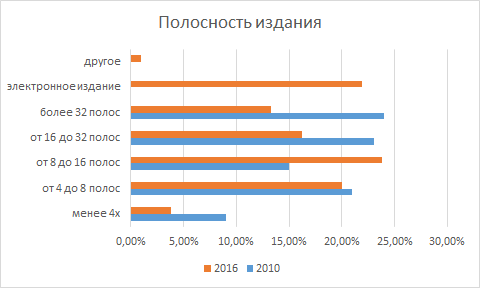 Полосность издания
другое
электронное издание
более 32 полос
от 16 до 32 полос
от 8 до 16 полос
от 4 до 8 полос
менее 4х
0,00% 5,00% 10,00% 15,00% 20,00% 25,00% 30,00%
2016 2010